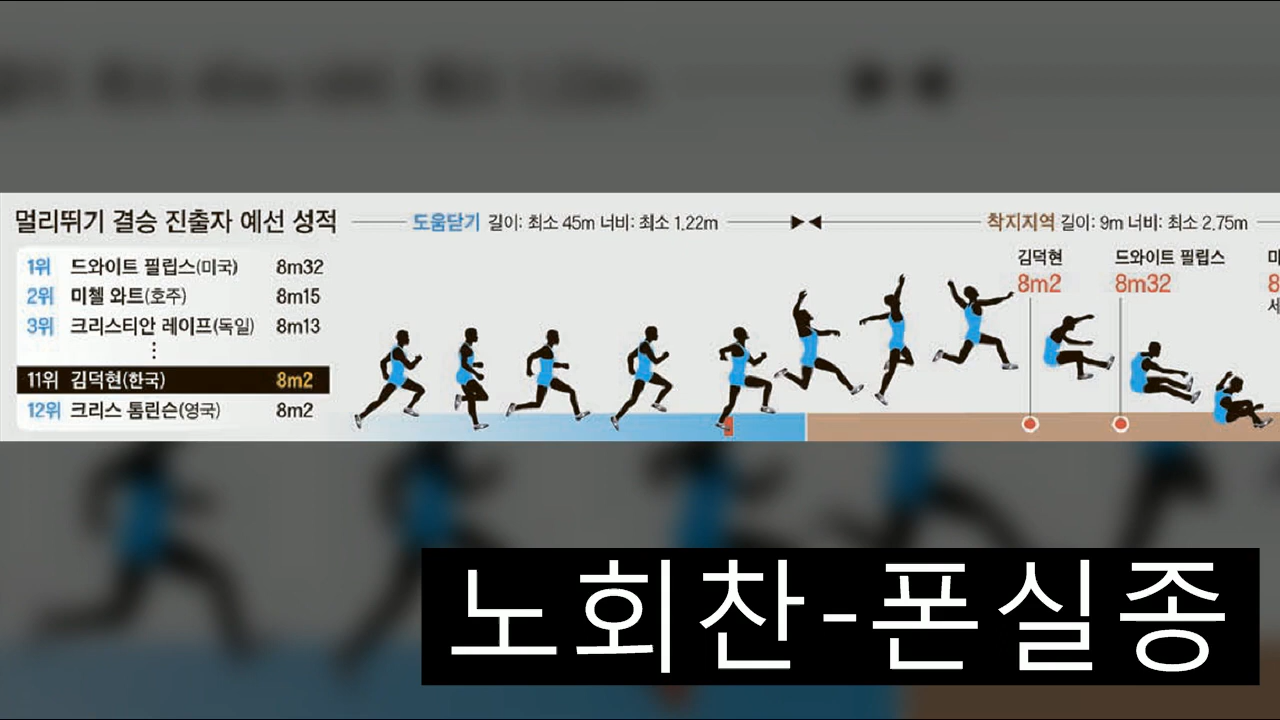 멀리뛰기 결승 진출자 예선 성적
1위 드와이트 필립스(미국) 8m32
2위 미첼 와트(호주) 8m15
3위 크리스티안 레이프(독일) 8m13
⋮
11위 김덕현(한국) 8m2
12위 크리스 톰린슨(영국) 8m2
도움닫기 길이: 최소 45m 너비: 최소 1.22m
착지지역 길이: 9m 너비: 최소 2.75m
김덕현
8m2
드와이트 필립스
8m32
노회찬-폰실종